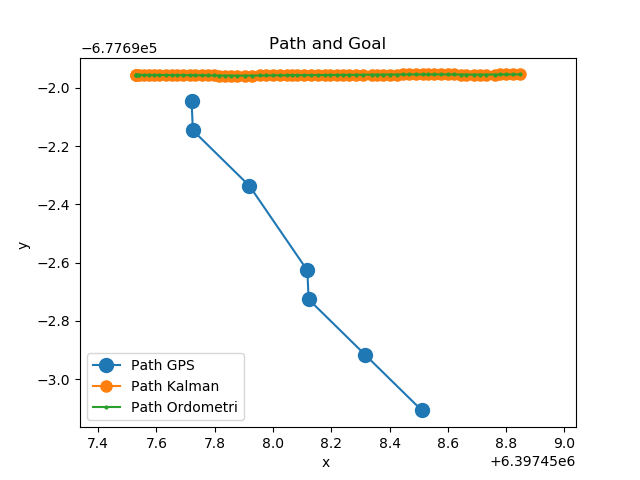 Path and Goal
−6.7769e5
−2.0
−2.2
−2.4
−2.6
−2.8
−3.0
y
Path GPS
Path Kalman
Path Ordometri
7.4 7.6 7.8 8.0 8.2 8.4 8.6 8.8 9.0
x
+6.39745e6